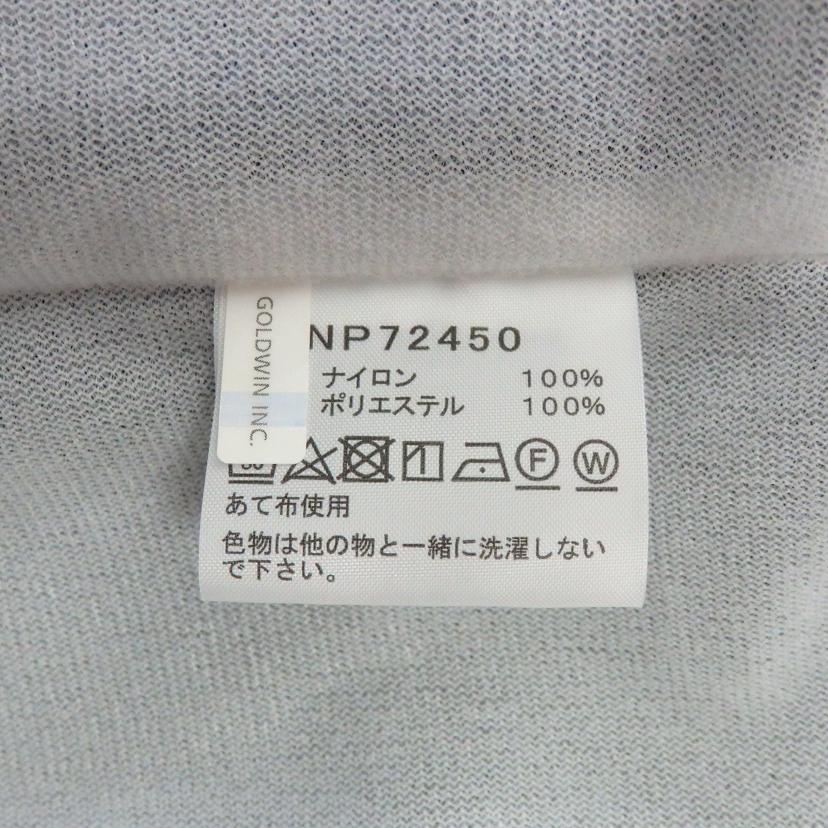 GOLDWIN INC.
NP72450
ナイロン 100%
ポリエステル 100%
F W
あて布使用
色物は他の物と一緒に洗濯しない
で下さい。